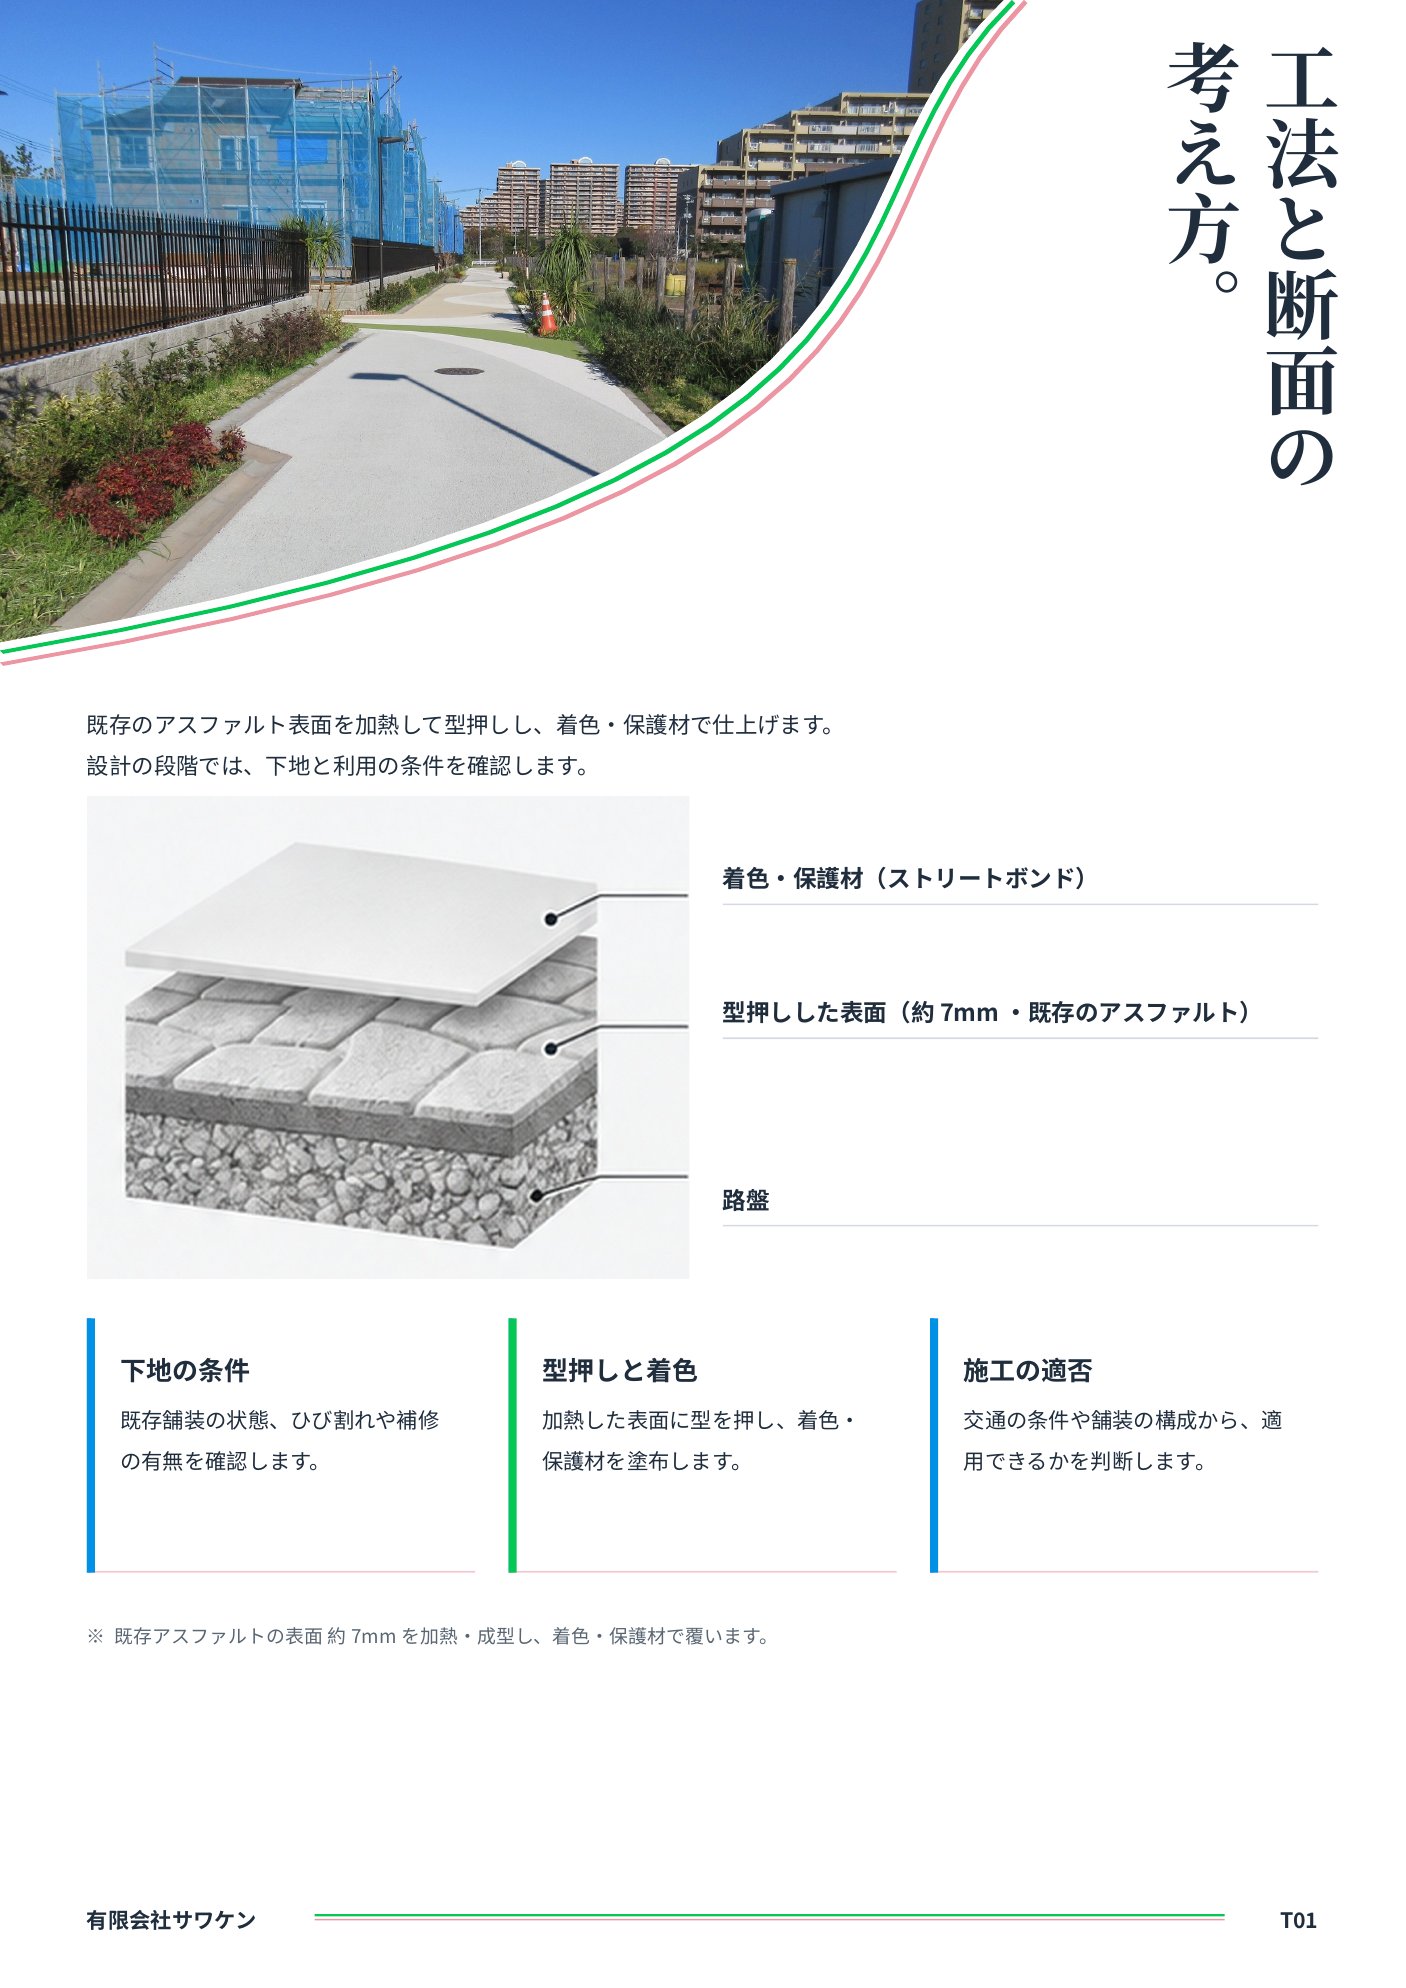 工法と断面の
考え方。
既存のアスファルト表面を加熱して型押しし、着色・保護材で仕上げます。
設計の段階では、下地と利用の条件を確認します。
着色・保護材（ストリートボンド）
型押しした表面（約 7mm ・既存のアスファルト）
路盤
下地の条件
既存舗装の状態、ひび割れや補修
の有無を確認します。
型押しと着色
加熱した表面に型を押し、着色・
保護材を塗布します。
施工の適否
交通の条件や舗装の構成から、適
用できるかを判断します。
※ 既存アスファルトの表面 約 7mm を加熱・成型し、着色・保護材で覆います。
有限会社サワケン
T01